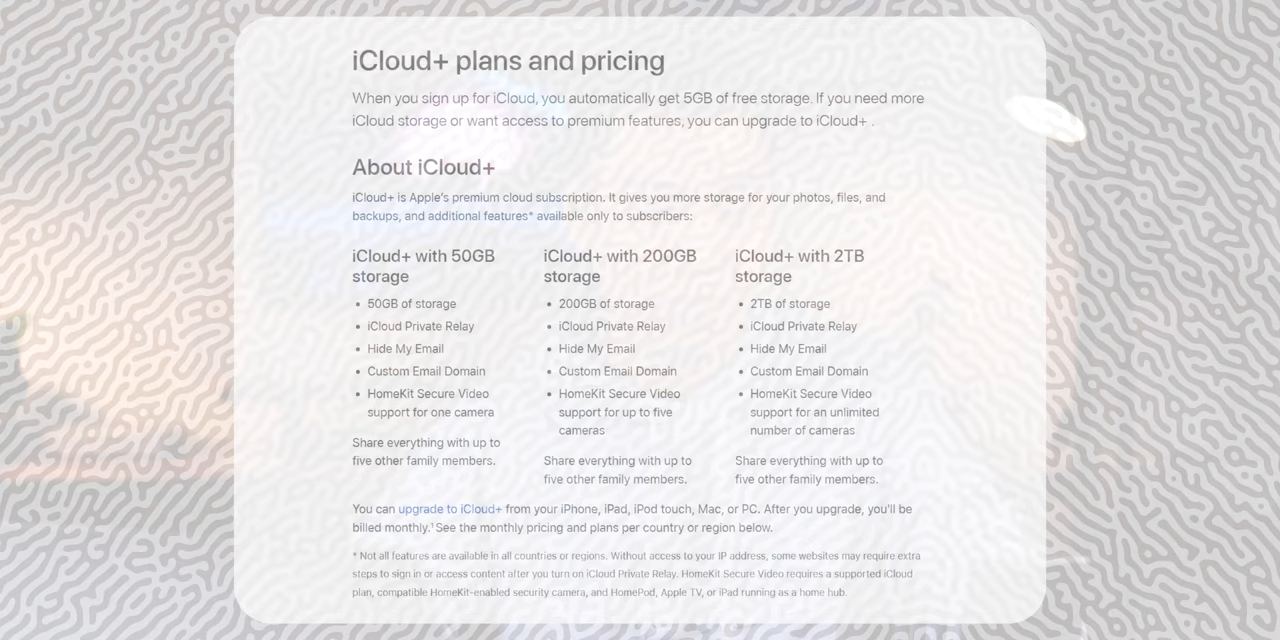 iCloud+ plans and pricing
When you sign up for iCloud, you automatically get 5GB of free storage. If you need more
iCloud storage or want access to premium features, you can upgrade to iCloud+ .
About iCloud+
iCloud+ is Apple's premium cloud subscription. It gives you more storage for your photos, files, and
backups, and additional features* available only to subscribers:
iCloud+ with 50GB
storage
• 50GB of storage
• iCloud Private Relay
• Hide My Email
• Custom Email Domain
• HomeKit Secure Video
support for one camera
Share everything with up to
five other family members.
iCloud+ with 200GB
storage
• 200GB of storage
• iCloud Private Relay
• Hide My Email
• Custom Email Domain
• HomeKit Secure Video
support for up to five
cameras
Share everything with up to
five other family members.
iCloud+ with 2TB
storage
• 2TB of storage
• iCloud Private Relay
• Hide My Email
• Custom Email Domain
• HomeKit Secure Video
support for an unlimited
number of cameras
Share everything with up to
five other family members.
You can upgrade to iCloud+ from your iPhone, iPad, iPod touch, Mac, or PC. After you upgrade, you'll be
billed monthly.¹ See the monthly pricing and plans per country or region below.
* Not all features are available in all countries or regions. Without access to your IP address, some websites may require extra
steps to sign in or access content after you turn on iCloud Private Relay. HomeKit Secure Video requires a supported iCloud
plan, compatible HomeKit-enabled security camera, and HomePod, Apple TV, or iPad running as a home hub.